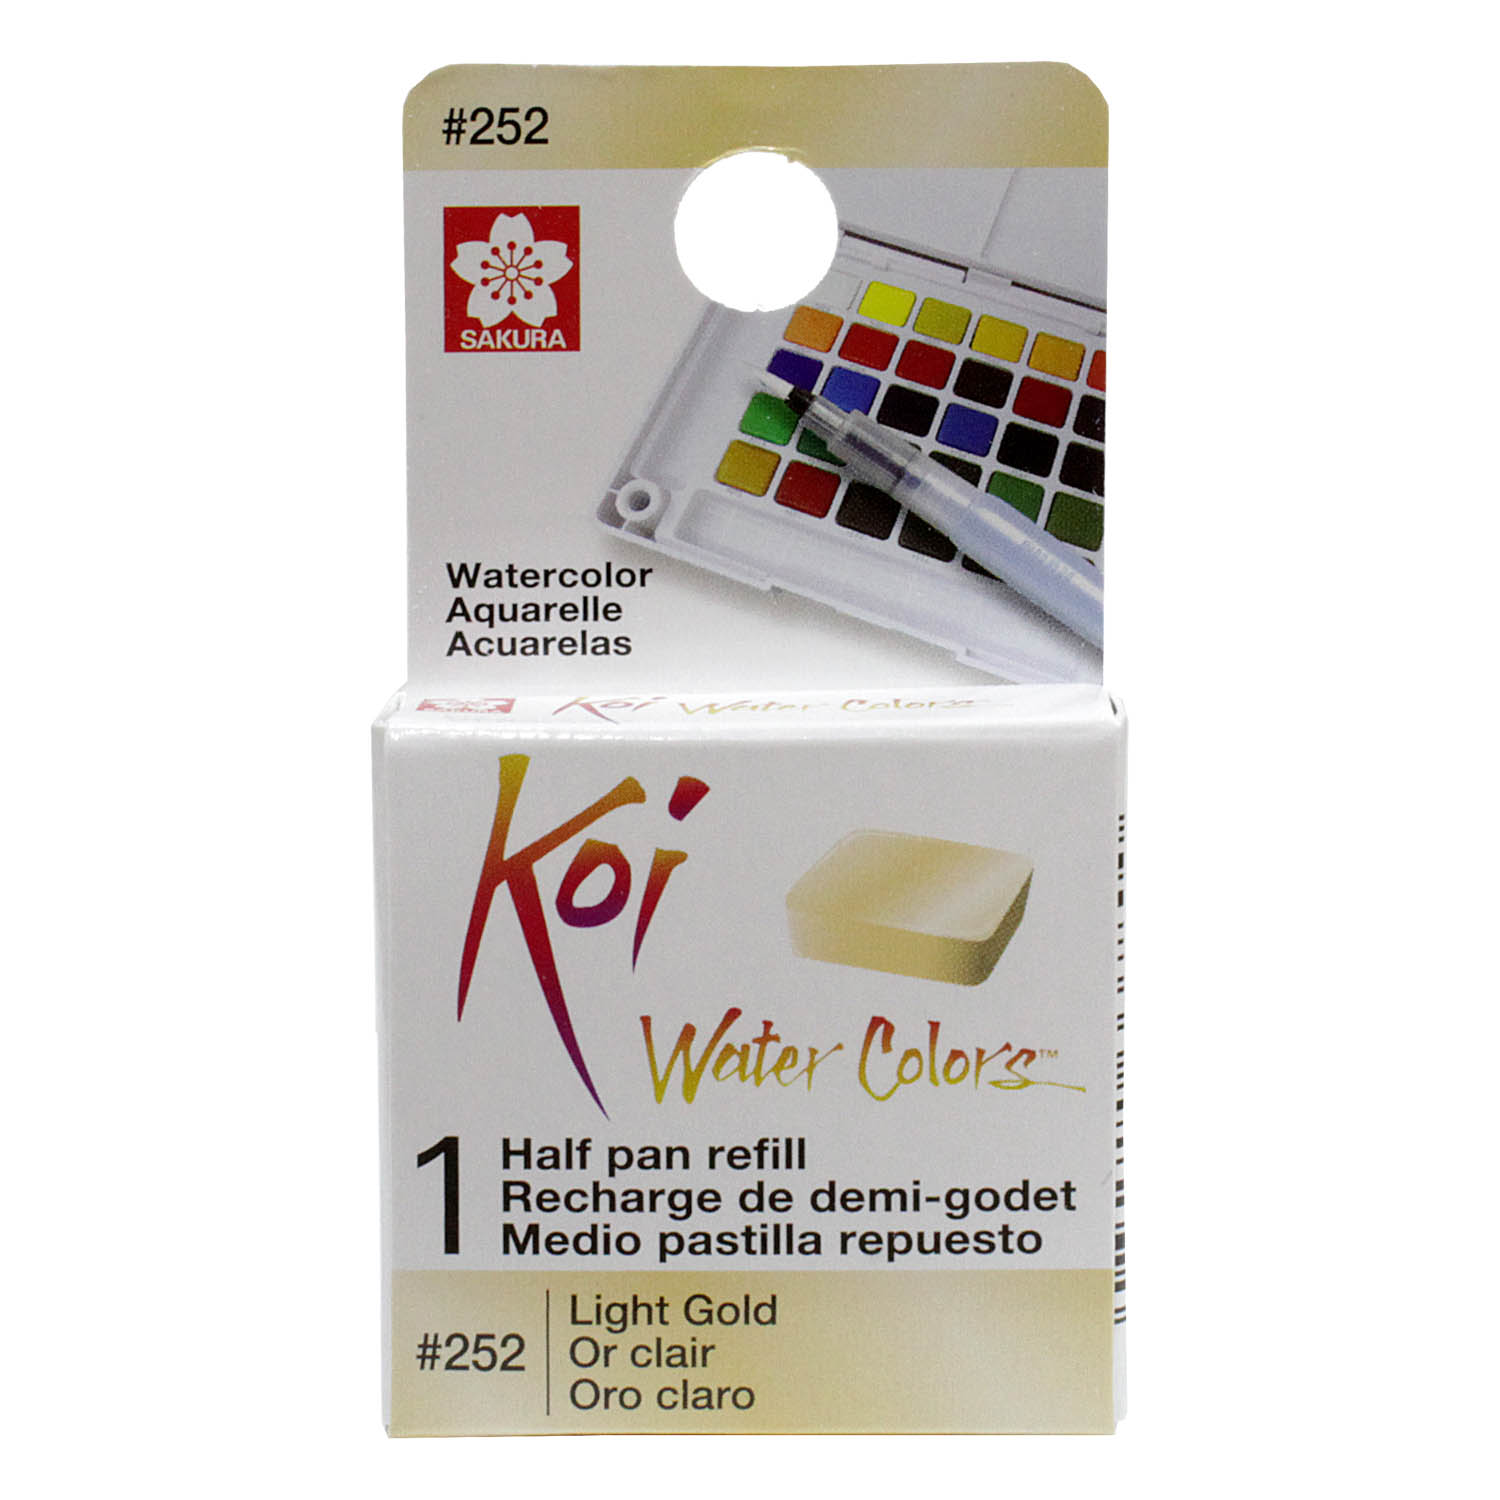 #252
SAKURA
Watercolor
Aquarelle
Acuarelas
Koi Water Colors
Koi
Water Colors™
1
Half pan refill
Recharge de demi-godet
Medio pastilla repuesto
#252
Light Gold
Or clair
Oro claro